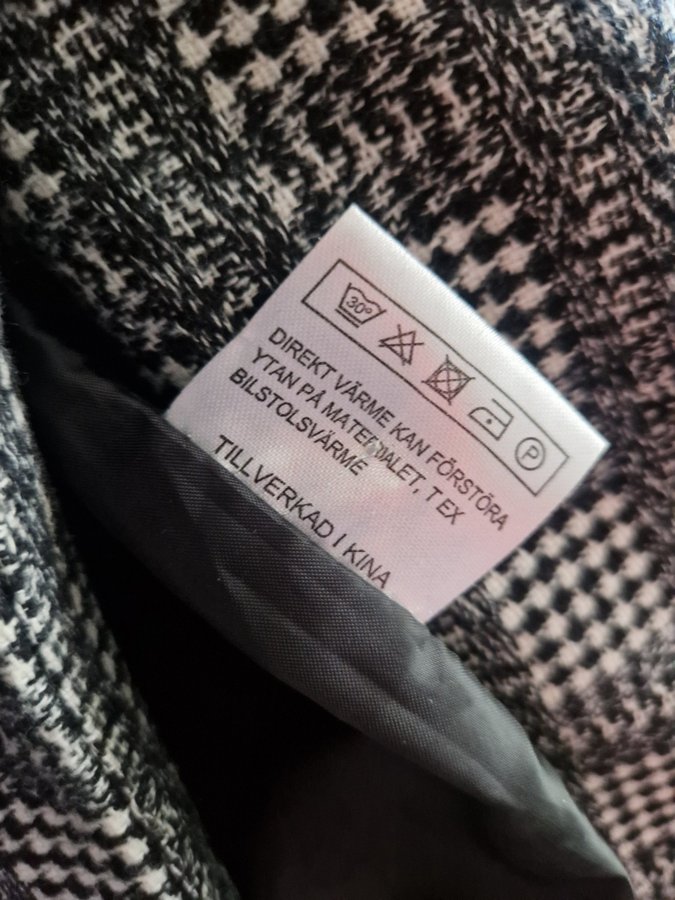 30°
P
DIREKT VÄRME KAN FÖRSTÖRA
YTAN PÅ MATERIALET, T EX
BILSTOLSVÄRME
TILLVERKAD I KINA